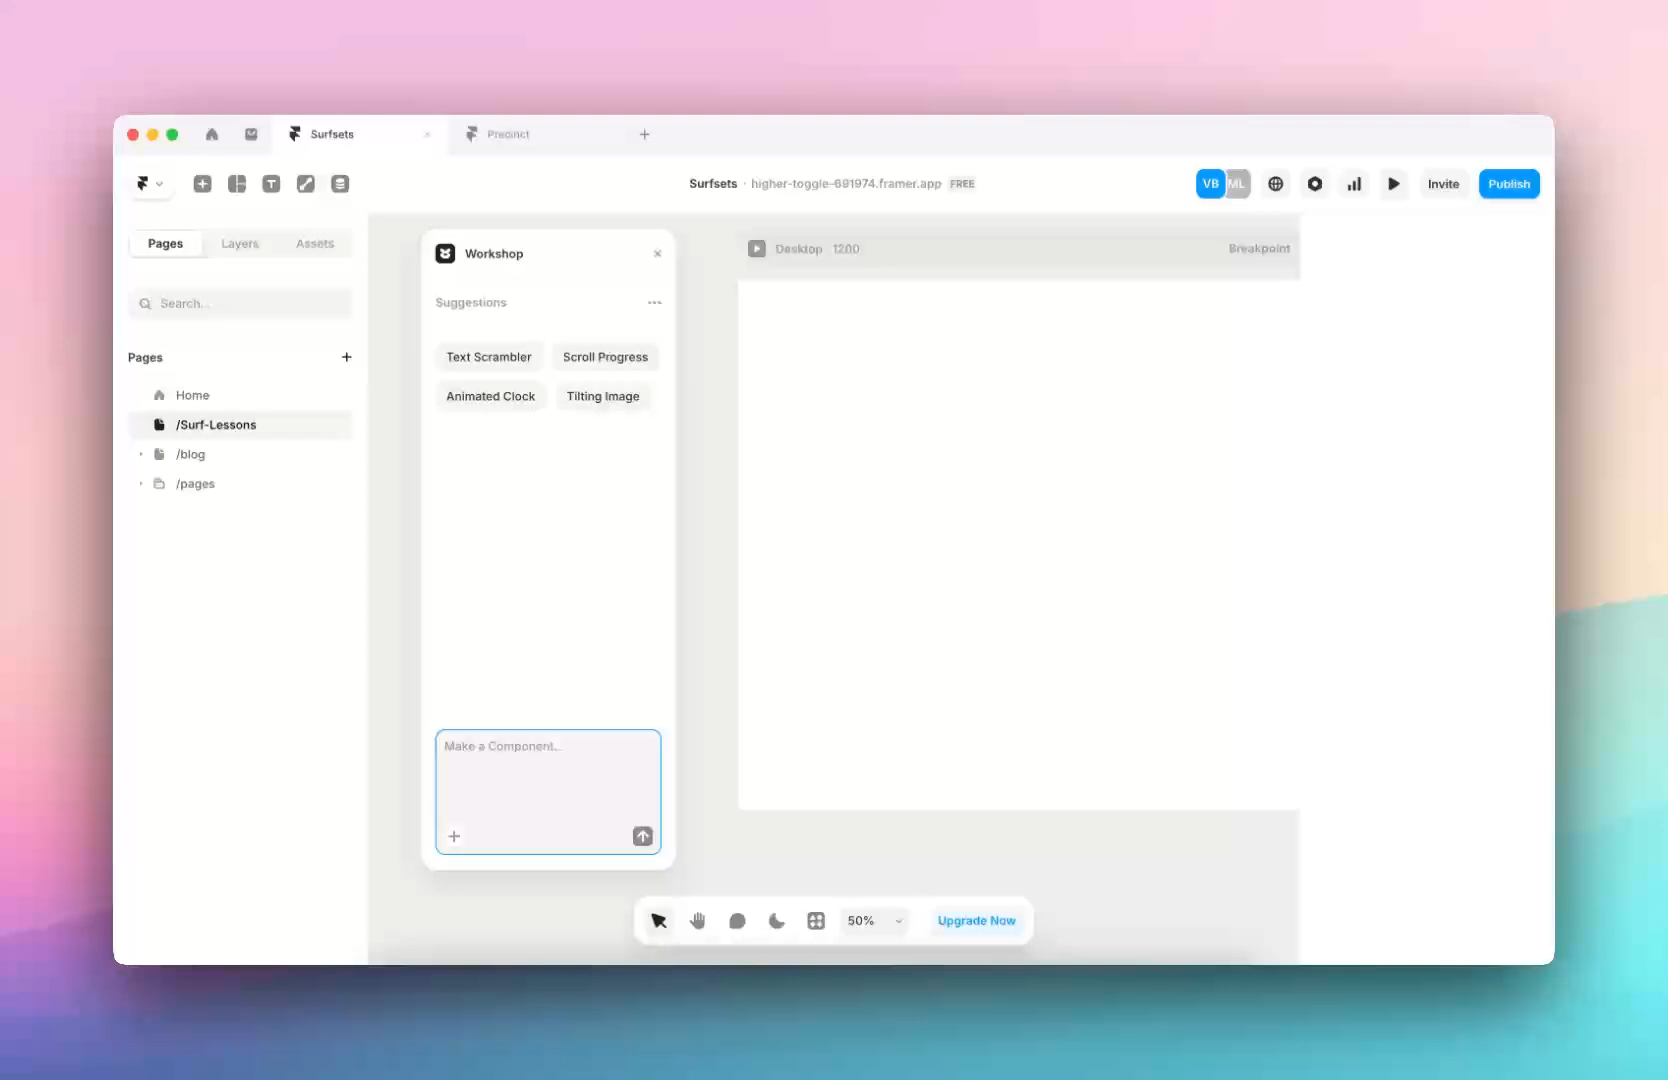 Surfsets
Precinct
Surfsets · higher-toggle-691974.framer.app FREE
VB ML
Invite
Publish
Pages Layers Assets
Search...
Pages
Home
/Surf-Lessons
/blog
/pages
Workshop
Suggestions
Text Scrambler
Scroll Progress
Animated Clock
Tilting Image
Make a Component...
Desktop 1200
Breakpoint
50%
Upgrade Now